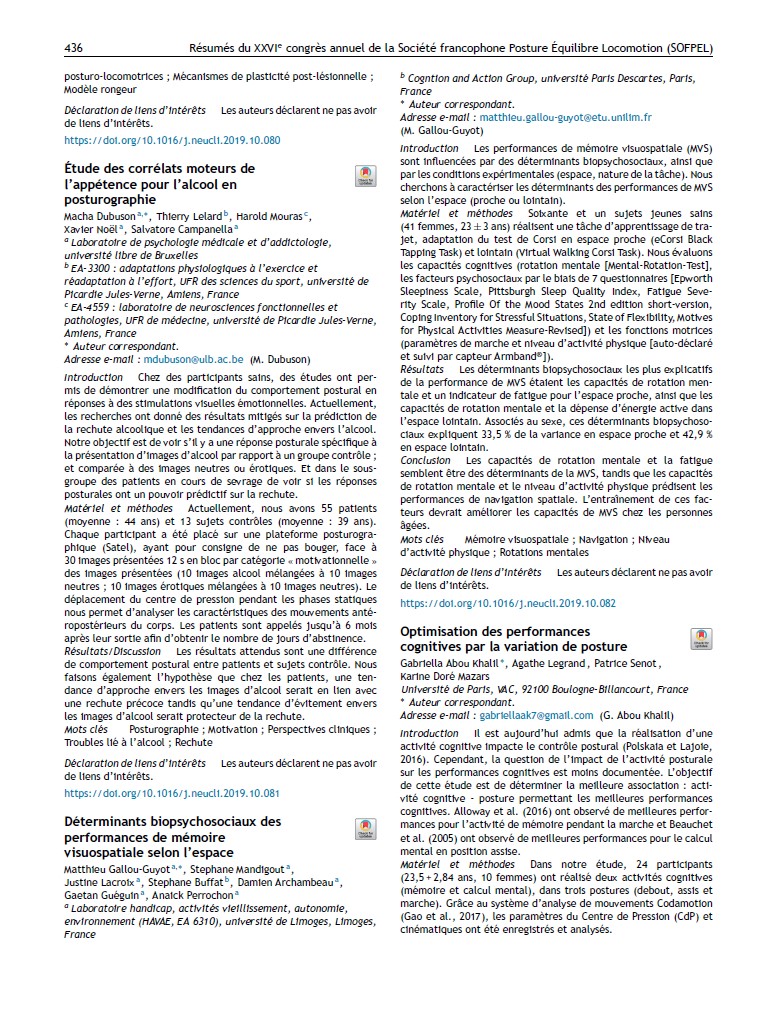 436
Résumés du XXVIe congrès annuel de la Société francophone Posture Équilibre Locomotion (SOFPEL)
posturo-locomotrices ; Mécanismes de plasticité post-lésionnelle ;
Modèle rongeur
Déclaration de liens d'intérêts Les auteurs déclarent ne pas avoir
de liens d'intérêts.
https://doi.org/10.1016/j.neucli.2019.10.080
Étude des corrélats moteurs de
l'appétence pour l'alcool en
posturographie
Macha Dubuson a,*, Thierry Lelard b, Harold Mouras c,
Xavier Noël a, Salvatore Campanella a
a Laboratoire de psychologie médicale et d'addictologie,
université libre de Bruxelles
b EA-3300 : adaptations physiologiques à l'exercice et
réadaptation à l'effort, UFR des sciences du sport, université de
Picardie Jules-Verne, Amiens, France
c EA-4559 : laboratoire de neurosciences fonctionnelles et
pathologies, UFR de médecine, université de Picardie Jules-Verne,
Amiens, France
* Auteur correspondant.
Adresse e-mail : mdubuson@ulb.ac.be (M. Dubuson)
Introduction Chez des participants sains, des études ont per-
mis de démontrer une modification du comportement postural en
réponses à des stimulations visuelles émotionnelles. Actuellement,
les recherches ont donné des résultats mitigés sur la prédiction de
la rechute alcoolique et les tendances d'approche envers l'alcool.
Notre objectif est de voir s'il y a une réponse posturale spécifique à
la présentation d'images d'alcool par rapport à un groupe contrôle ;
et comparée à des images neutres ou érotiques. Et dans le sous-
groupe des patients en cours de sevrage de voir si les réponses
posturales ont un pouvoir prédictif sur la rechute.
Matériel et méthodes Actuellement, nous avons 55 patients
(moyenne : 44 ans) et 13 sujets contrôles (moyenne : 39 ans).
Chaque participant a été placé sur une plateforme posturogra-
phique (Satel), ayant pour consigne de ne pas bouger, face à
30 images présentées 12 s en bloc par catégorie « motivationnelle »
des images présentées (10 images alcool mélangées à 10 images
neutres ; 10 images érotiques mélangées à 10 images neutres). Le
déplacement du centre de pression pendant les phases statiques
nous permet d'analyser les caractéristiques des mouvements anté-
ropostérieurs du corps. Les patients sont appelés jusqu'à 6 mois
après leur sortie afin d'obtenir le nombre de jours d'abstinence.
Résultats/Discussion Les résultats attendus sont une différence
de comportement postural entre patients et sujets contrôle. Nous
faisons également l'hypothèse que chez les patients, une ten-
dance d'approche envers les images d'alcool serait en lien avec
une rechute précoce tandis qu'une tendance d'évitement envers
les images d'alcool serait protecteur de la rechute.
Mots clés Posturographie ; Motivation ; Perspectives cliniques ;
Troubles lié à l'alcool ; Rechute
Déclaration de liens d'intérêts Les auteurs déclarent ne pas avoir
de liens d'intérêts.
https://doi.org/10.1016/j.neucli.2019.10.081
Déterminants biopsychosociaux des
performances de mémoire
visuospatiale selon l'espace
Matthieu Gallou-Guyot a,*, Stephane Mandigout a,
Justine Lacroix a, Stephane Buffat b, Damien Archambeau a,
Gaetan Guéguin a, Anaick Perrochon a
a Laboratoire handicap, activités vieillissement, autonomie,
environnement (HAVAE, EA 6310), université de Limoges, Limoges,
France
b Cogntion and Action Group, université Paris Descartes, Paris,
France
* Auteur correspondant.
Adresse e-mail : matthieu.gallou-guyot@etu.unilim.fr
(M. Gallou-Guyot)
Introduction Les performances de mémoire visuospatiale (MVS)
sont influencées par des déterminants biopsychosociaux, ainsi que
par les conditions expérimentales (espace, nature de la tâche). Nous
cherchons à caractériser les déterminants des performances de MVS
selon l'espace (proche ou lointain).
Matériel et méthodes Soixante et un sujets jeunes sains
(41 femmes, 23 ± 3 ans) réalisent une tâche d'apprentissage de tra-
jet, adaptation du test de Corsi en espace proche (eCorsi Black
Tapping Task) et lointain (Virtual Walking Corsi Task). Nous évaluons
les capacités cognitives (rotation mentale [Mental-Rotation-Test],
les facteurs psychosociaux par le biais de 7 questionnaires [Epworth
Sleepiness Scale, Pittsburgh Sleep Quality Index, Fatigue Seve-
rity Scale, Profile Of the Mood States 2nd edition short-version,
Coping Inventory for Stressful Situations, State of Flexibility, Motives
for Physical Activities Measure-Revised]) et les fonctions motrices
(paramètres de marche et niveau d'activité physique [auto-déclaré
et suivi par capteur Armband®]).
Résultats Les déterminants biopsychosociaux les plus explicatifs
de la performance de MVS étaient les capacités de rotation men-
tale et un indicateur de fatigue pour l'espace proche, ainsi que les
capacités de rotation mentale et la dépense d'énergie active dans
l'espace lointain. Associés au sexe, ces déterminants biopsychoso-
ciaux expliquent 33,5 % de la variance en espace proche et 42,9 %
en espace lointain.
Conclusion Les capacités de rotation mentale et la fatigue
semblent être des déterminants de la MVS, tandis que les capacités
de rotation mentale et le niveau d'activité physique prédisent les
performances de navigation spatiale. L'entraînement de ces fac-
teurs devrait améliorer les capacités de MVS chez les personnes
âgées.
Mots clés Mémoire visuospatiale ; Navigation ; Niveau
d'activité physique ; Rotations mentales
Déclaration de liens d'intérêts Les auteurs déclarent ne pas avoir
de liens d'intérêts.
https://doi.org/10.1016/j.neucli.2019.10.082
Optimisation des performances
cognitives par la variation de posture
Gabriella Abou Khalil *, Agathe Legrand, Patrice Senot,
Karine Doré Mazars
Université de Paris, VAC, 92100 Boulogne-Billancourt, France
* Auteur correspondant.
Adresse e-mail : gabriellaak7@gmail.com (G. Abou Khalil)
Introduction Il est aujourd'hui admis que la réalisation d'une
activité cognitive impacte le contrôle postural (Polskaia et Lajoie,
2016). Cependant, la question de l'impact de l'activité posturale
sur les performances cognitives est moins documentée. L'objectif
de cette étude est de déterminer la meilleure association : acti-
vité cognitive - posture permettant les meilleures performances
cognitives. Alloway et al. (2016) ont observé de meilleures perfor-
mances pour l'activité de mémoire pendant la marche et Beauchet
et al. (2005) ont observé de meilleures performances pour le calcul
mental en position assise.
Matériel et méthodes Dans notre étude, 24 participants
(23,5 + 2,84 ans, 10 femmes) ont réalisé deux activités cognitives
(mémoire et calcul mental), dans trois postures (debout, assis et
marche). Grâce au système d'analyse de mouvements Codamotion
(Gao et al., 2017), les paramètres du Centre de Pression (CdP) et
cinématiques ont été enregistrés et analysés.